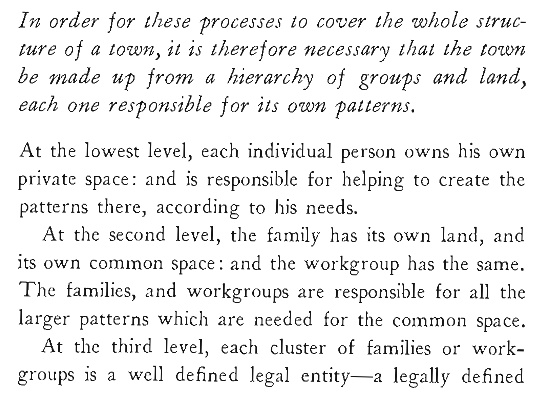 In order for these processes to cover the whole struc-
ture of a town, it is therefore necessary that the town
be made up from a hierarchy of groups and land,
each one responsible for its own patterns.
At the lowest level, each individual person owns his own
private space: and is responsible for helping to create the
patterns there, according to his needs.
At the second level, the family has its own land, and
its own common space: and the workgroup has the same.
The families, and workgroups are responsible for all the
larger patterns which are needed for the common space.
At the third level, each cluster of families or work-
groups is a well defined legal entity—a legally defined